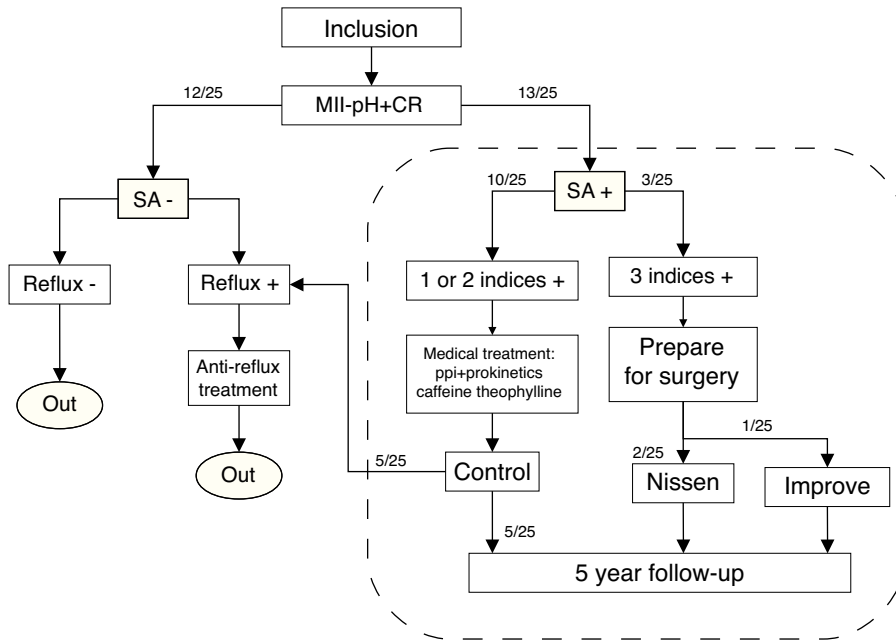 Inclusion
12/25
MII-pH+CR
13/25
SA -
10/25
SA +
3/25
Reflux -
Reflux +
1 or 2 indices +
3 indices +
Anti-reflux
treatment
Medical treatment:
ppi+prokinetics
caffeine theophylline
Prepare
for surgery
Out
Out
5/25
Control
2/25
Nissen
1/25
Improve
5/25
5 year follow-up